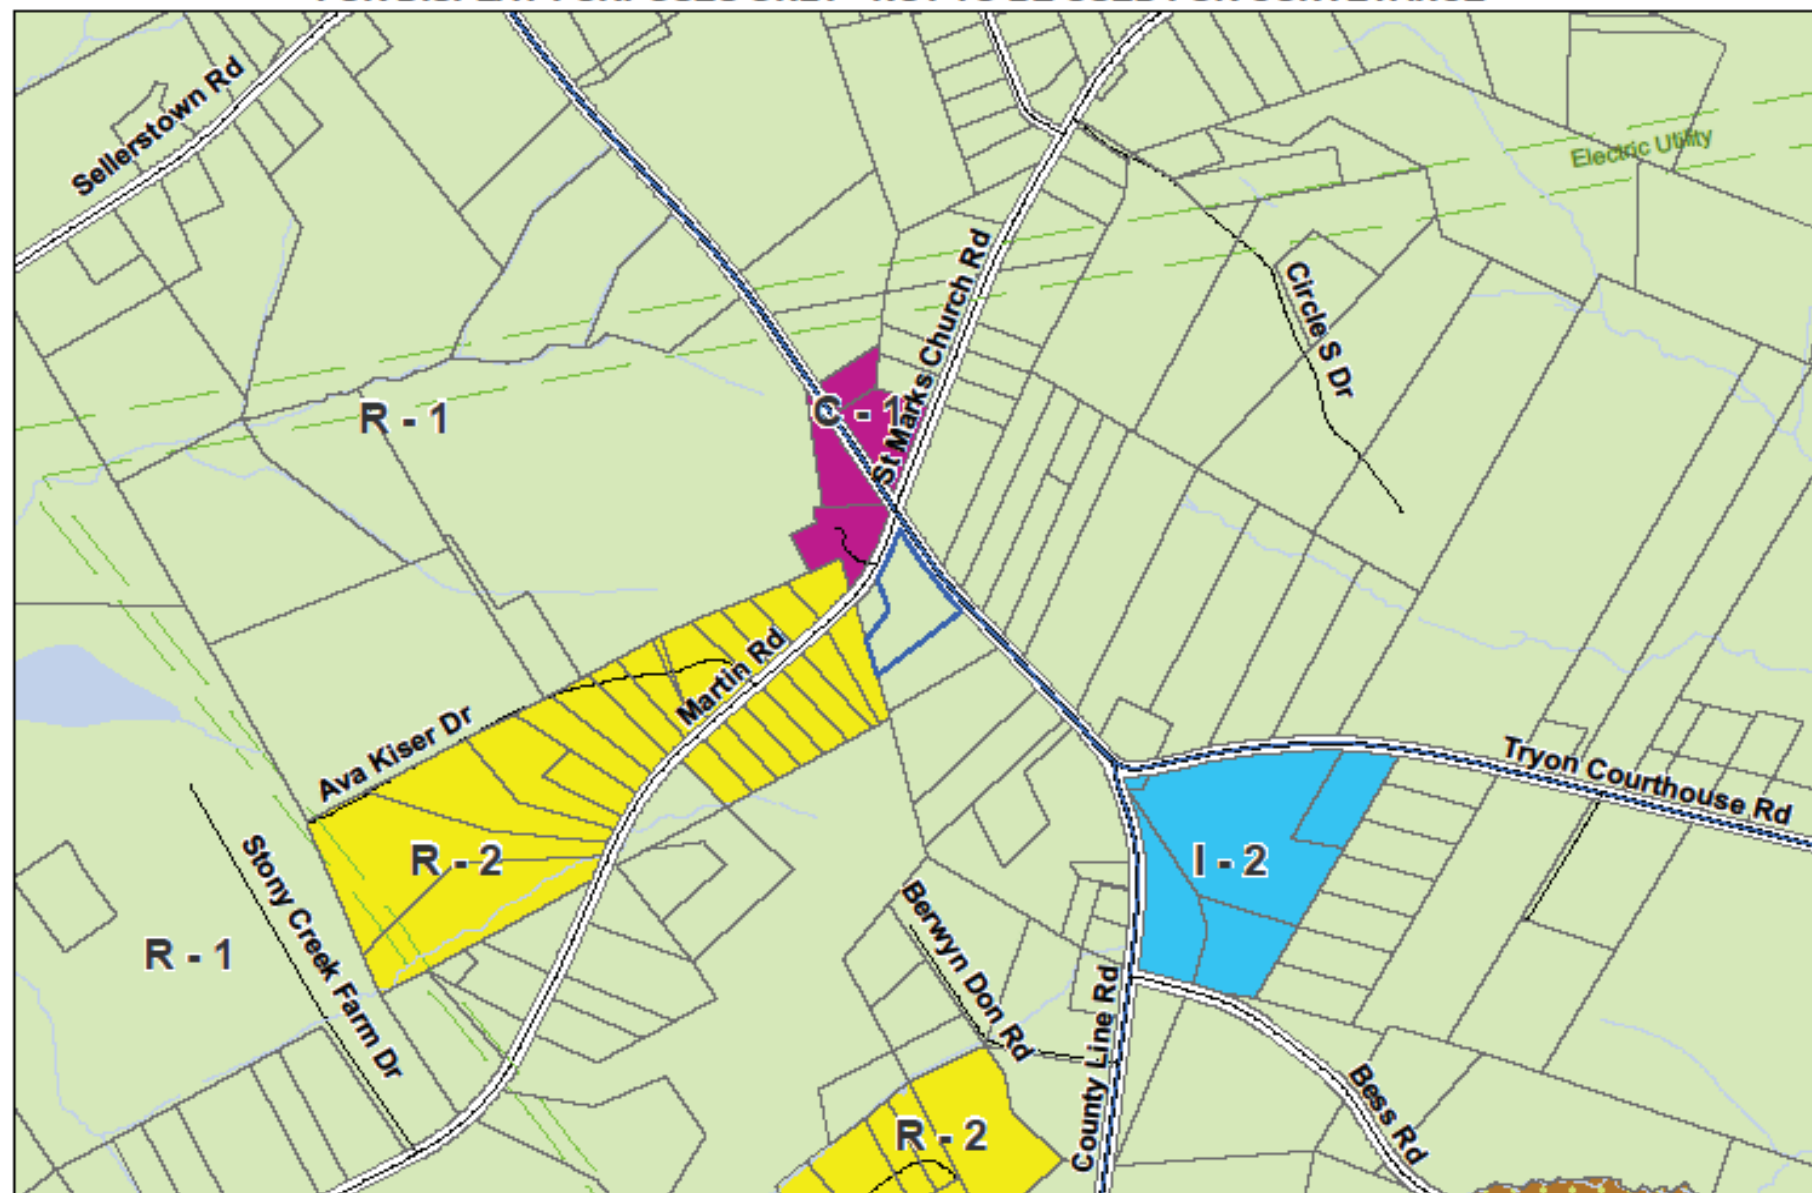 Sellerstown Rd
Electric Utility
St Marks Church Rd
Circle S Dr
R - 1
C - 1
Martin Rd
Ava Kiser Dr
Tryon Courthouse Rd
R - 2
I - 2
Stony Creek Farm Dr
R - 1
Berwyn Don Rd
County Line Rd
Bess Rd
R - 2